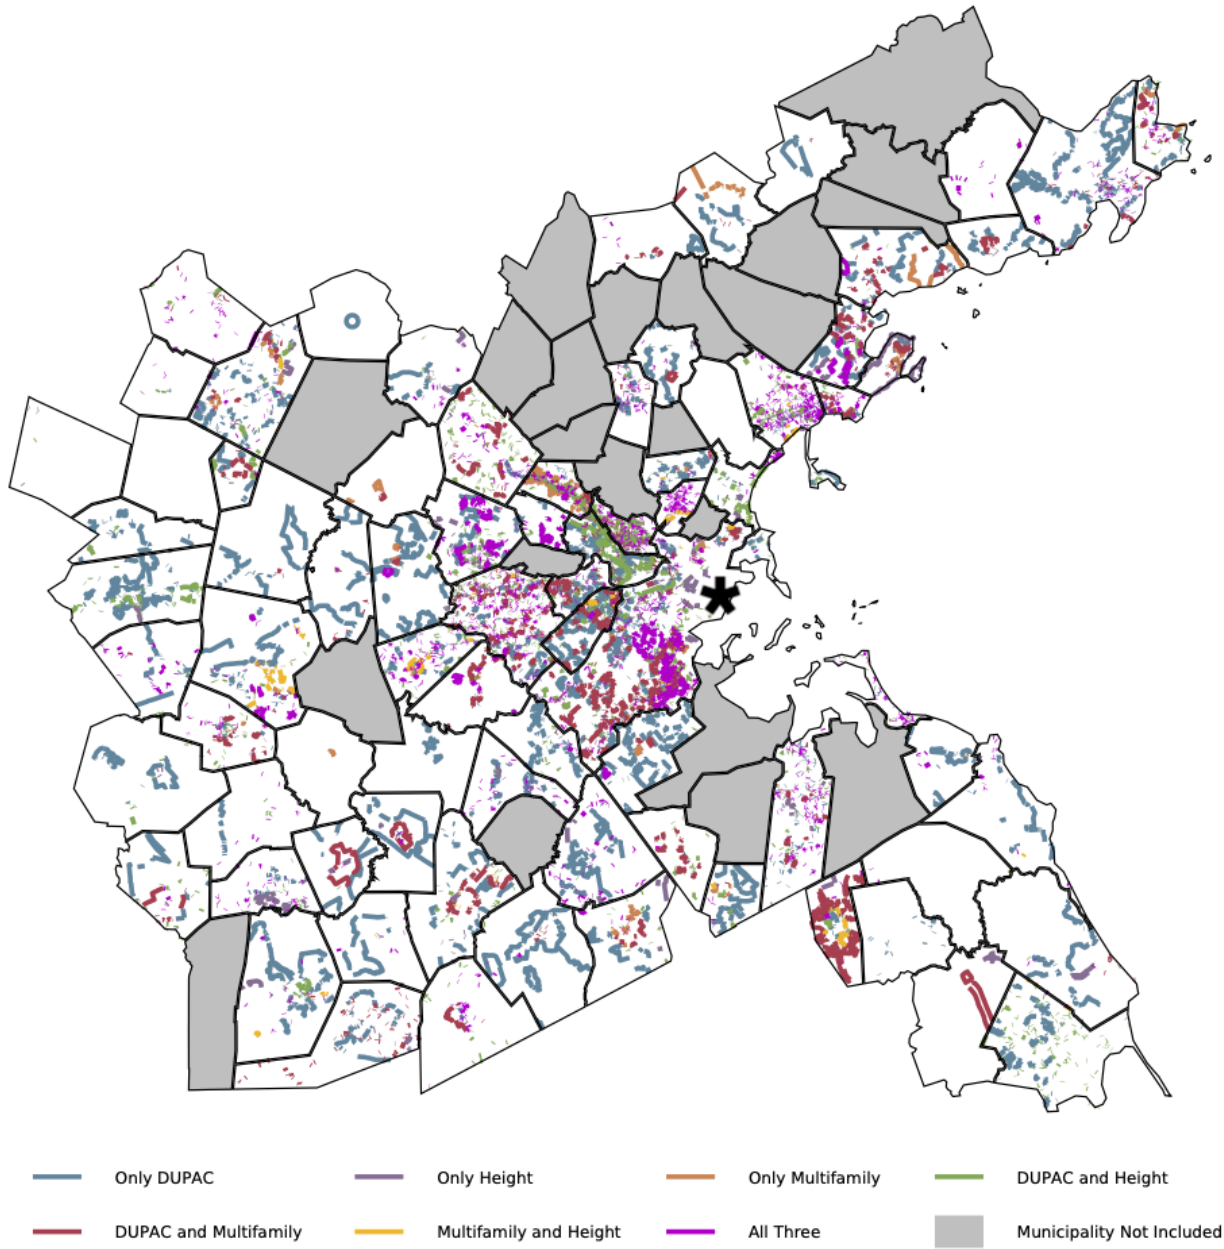 Only DUPAC Only Height Only Multifamily DUPAC and Height
DUPAC and Multifamily Multifamily and Height All Three Municipality Not Included